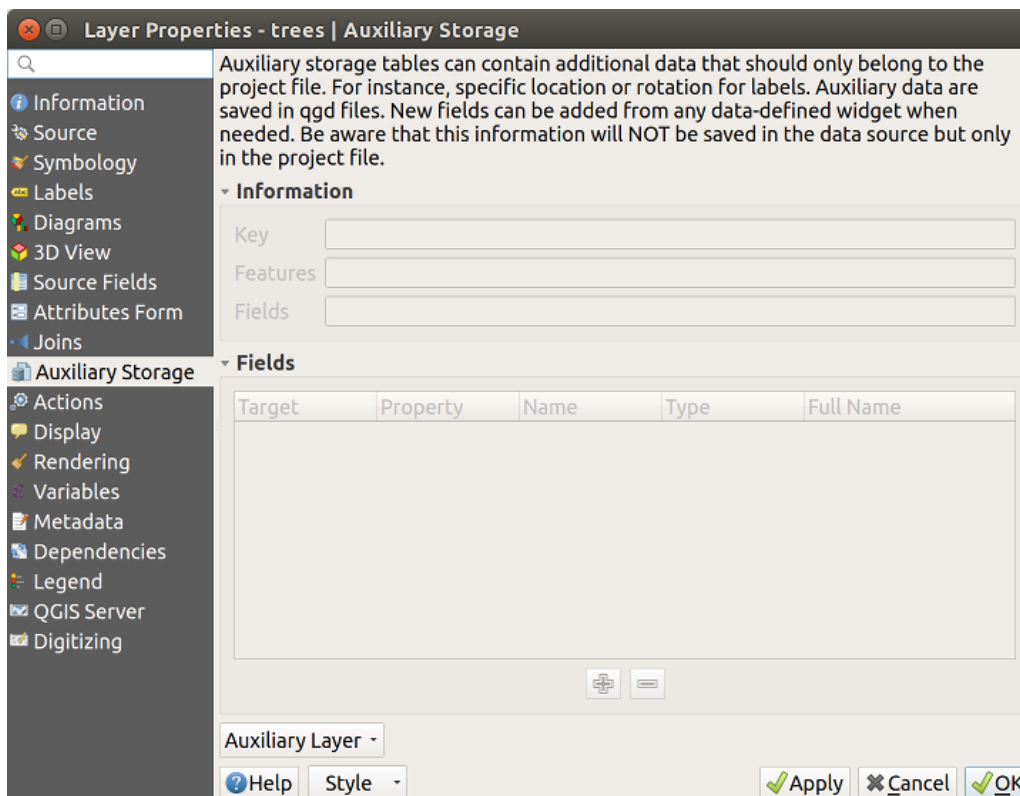 Layer Properties - trees | Auxiliary Storage
Information
Source
Symbology
Labels
Diagrams
3D View
Source Fields
Attributes Form
Joins
Auxiliary Storage
Actions
Display
Rendering
Variables
Metadata
Dependencies
Legend
QGIS Server
Digitizing
Auxiliary storage tables can contain additional data that should only belong to the
project file. For instance, specific location or rotation for labels. Auxiliary data are
saved in qgd files. New fields can be added from any data-defined widget when
needed. Be aware that this information will NOT be saved in the data source but only
in the project file.
Information
Key
Features
Fields
Fields
Target Property Name Type Full Name
Auxiliary Layer
Help Style Apply Cancel OK